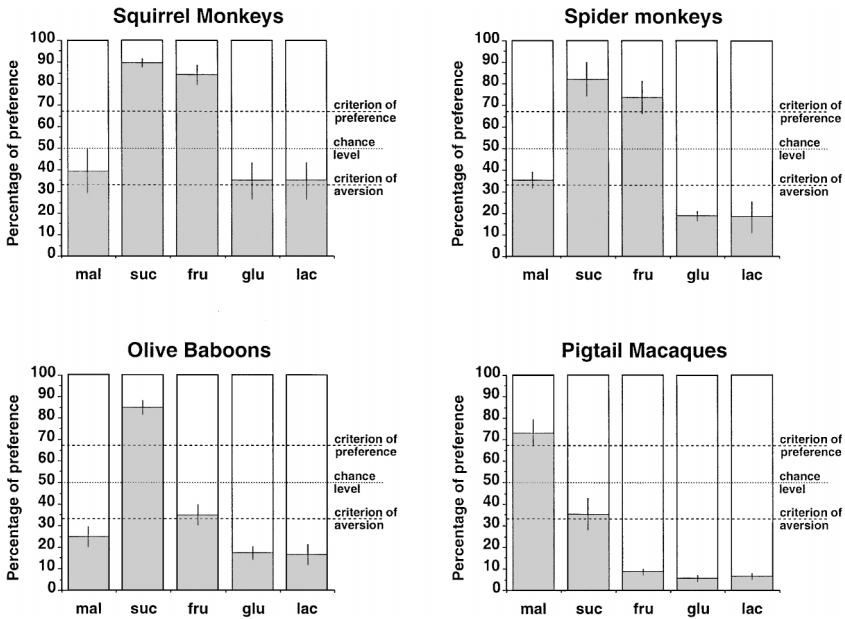 Squirrel Monkeys
Percentage of preference
100
90
80
70
60
50
40
30
20
10
0
criterion of
preference
chance
level
criterion of
aversion
mal suc fru glu lac
Spider monkeys
Percentage of preference
100
90
80
70
60
50
40
30
20
10
0
criterion of
preference
chance
level
criterion of
aversion
mal suc fru glu lac
Olive Baboons
Percentage of preference
100
90
80
70
60
50
40
30
20
10
0
criterion of
preference
chance
level
criterion of
aversion
mal suc fru glu lac
Pigtail Macaques
Percentage of preference
100
90
80
70
60
50
40
30
20
10
0
criterion of
preference
chance
level
criterion of
aversion
mal suc fru glu lac